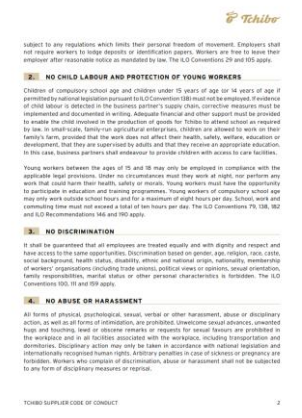 Tchibo
subject to any regulations which limits their personal freedom of movement. Employers shall
not require workers to lodge deposits or identification papers. Workers are free to leave their
employer after reasonable notice as mandated by law. The ILO Conventions 29 and 105 apply.
2. NO CHILD LABOUR AND PROTECTION OF YOUNG WORKERS
Children of compulsory school age and children under 15 years of age (or 14 years of age if
permitted by national legislation pursuant to ILO Convention 138) must not be employed. If evidence
of child labour is detected in the business partner's supply chain, corrective measures must be
implemented and documented in writing. Adequate financial and other support must be provided
to enable the child involved in the production of goods for Tchibo to attend school as required
by law. In small-scale, family-run agricultural enterprises, children are allowed to work on their
family's farm, provided that the work does not affect their health, safety, welfare, education or
development, that they are supervised by adults and that they receive an appropriate education.
In this case, business partners shall endeavour to provide children with access to care facilities.
Young workers between the ages of 15 and 18 may only be employed in compliance with the
applicable legal provisions. Under no circumstances must they work at night, nor perform any
work that could harm their health, safety or morals. Young workers must have the opportunity
to participate in education and training programmes. Young workers of compulsory school age
may only work outside school hours and for a maximum of eight hours per day. School, work and
commuting time must not exceed a total of ten hours per day. The ILO Conventions 79, 138, 182
and ILO Recommendations 146 and 190 apply.
3. NO DISCRIMINATION
It shall be guaranteed that all employees are treated equally and with dignity and respect and
have access to the same opportunities. Discrimination based on gender, age, religion, race, caste,
social background, health status, disability, ethnic and national origin, nationality, membership
of workers' organisations (including trade unions), political views or opinions, sexual orientation,
family responsibilities, marital status or other personal characteristics is forbidden. The ILO
Conventions 100, 111 and 159 apply.
4. NO ABUSE OR HARASSMENT
All forms of physical, psychological, sexual, verbal or other harassment, abuse or disciplinary
action, as well as all forms of intimidation, are prohibited. Unwelcome sexual advances, unwanted
hugs and touching, lewd or obscene remarks or requests for sexual favours are prohibited in
the workplace and in all facilities associated with the workplace, including transportation and
dormitories. Disciplinary action may only be taken in accordance with national legislation and
internationally recognised human rights. Arbitrary penalties in case of sickness or pregnancy are
forbidden. Workers who complain of discrimination, abuse or harassment shall not be subjected
to any form of disciplinary measures or reprisal.
TCHIBO SUPPLIER CODE OF CONDUCT 2